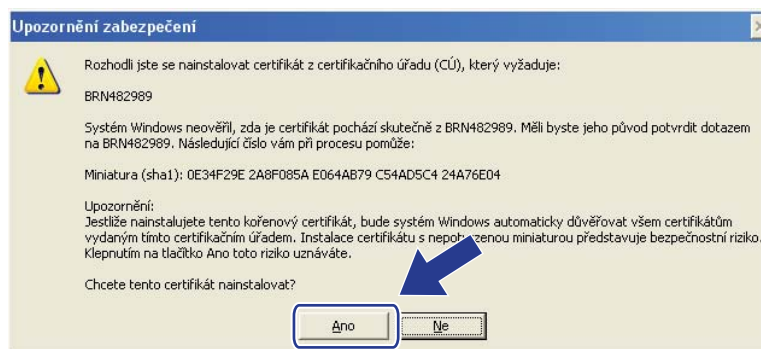 Upozornění zabezpečení
Rozhodli jste se nainstalovat certifikát z certifikačního úřadu (CÚ), který vyžaduje:
BRN482989
Systém Windows neověřil, zda je certifikát pochází skutečně z BRN482989. Měli byste jeho původ potvrdit dotazem
na BRN482989. Následující číslo vám při procesu pomůže:
Miniatura (sha1): 0E34F29E 2A8F085A E064AB79 C54AD5C4 24A76E04
Upozornění:
Jestliže nainstalujete tento kořenový certifikát, bude systém Windows automaticky důvěřovat všem certifikátům
vydaným tímto certifikačním úřadem. Instalace certifikátu s miniaturou představuje bezpečnostní riziko.
Klepnutím na tlačítko Ano toto riziko uznáváte.
Chcete tento certifikát nainstalovat?
Ano Ne